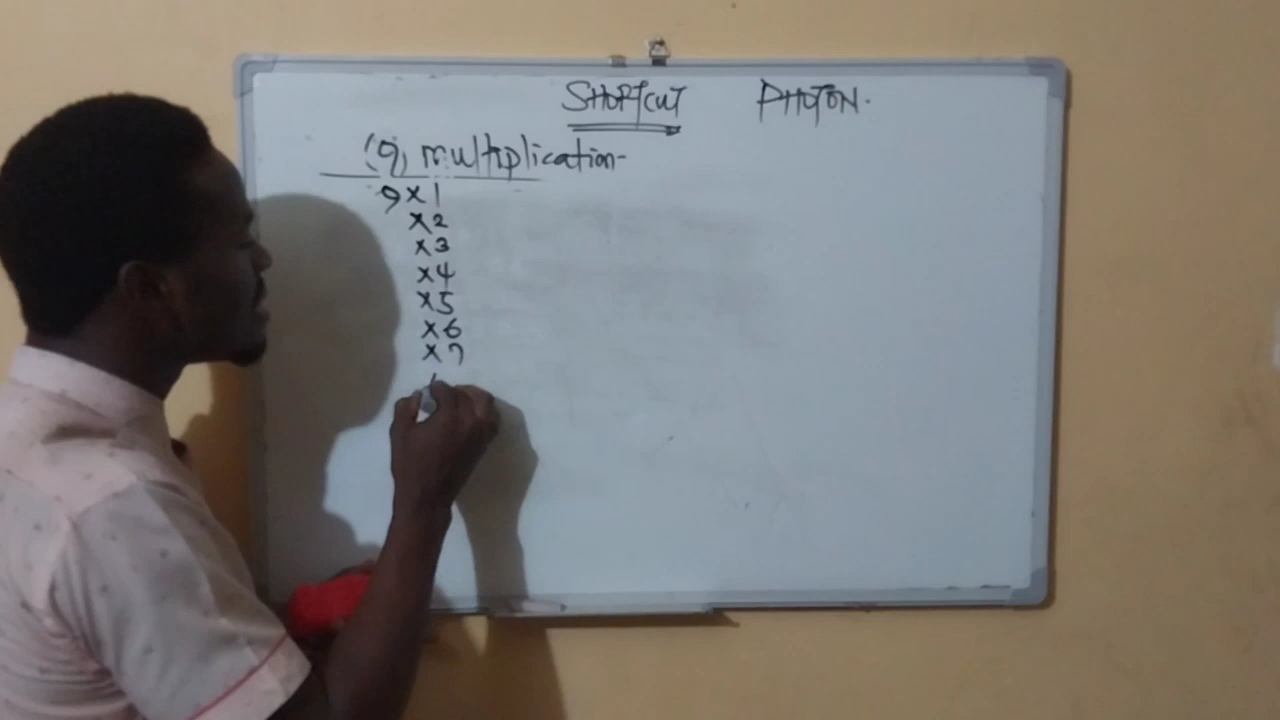 SHORTCUT PHOTON.
(9) multiplication-
9 x 1
x 2
x 3
x 4
x 5
x 6
x 7